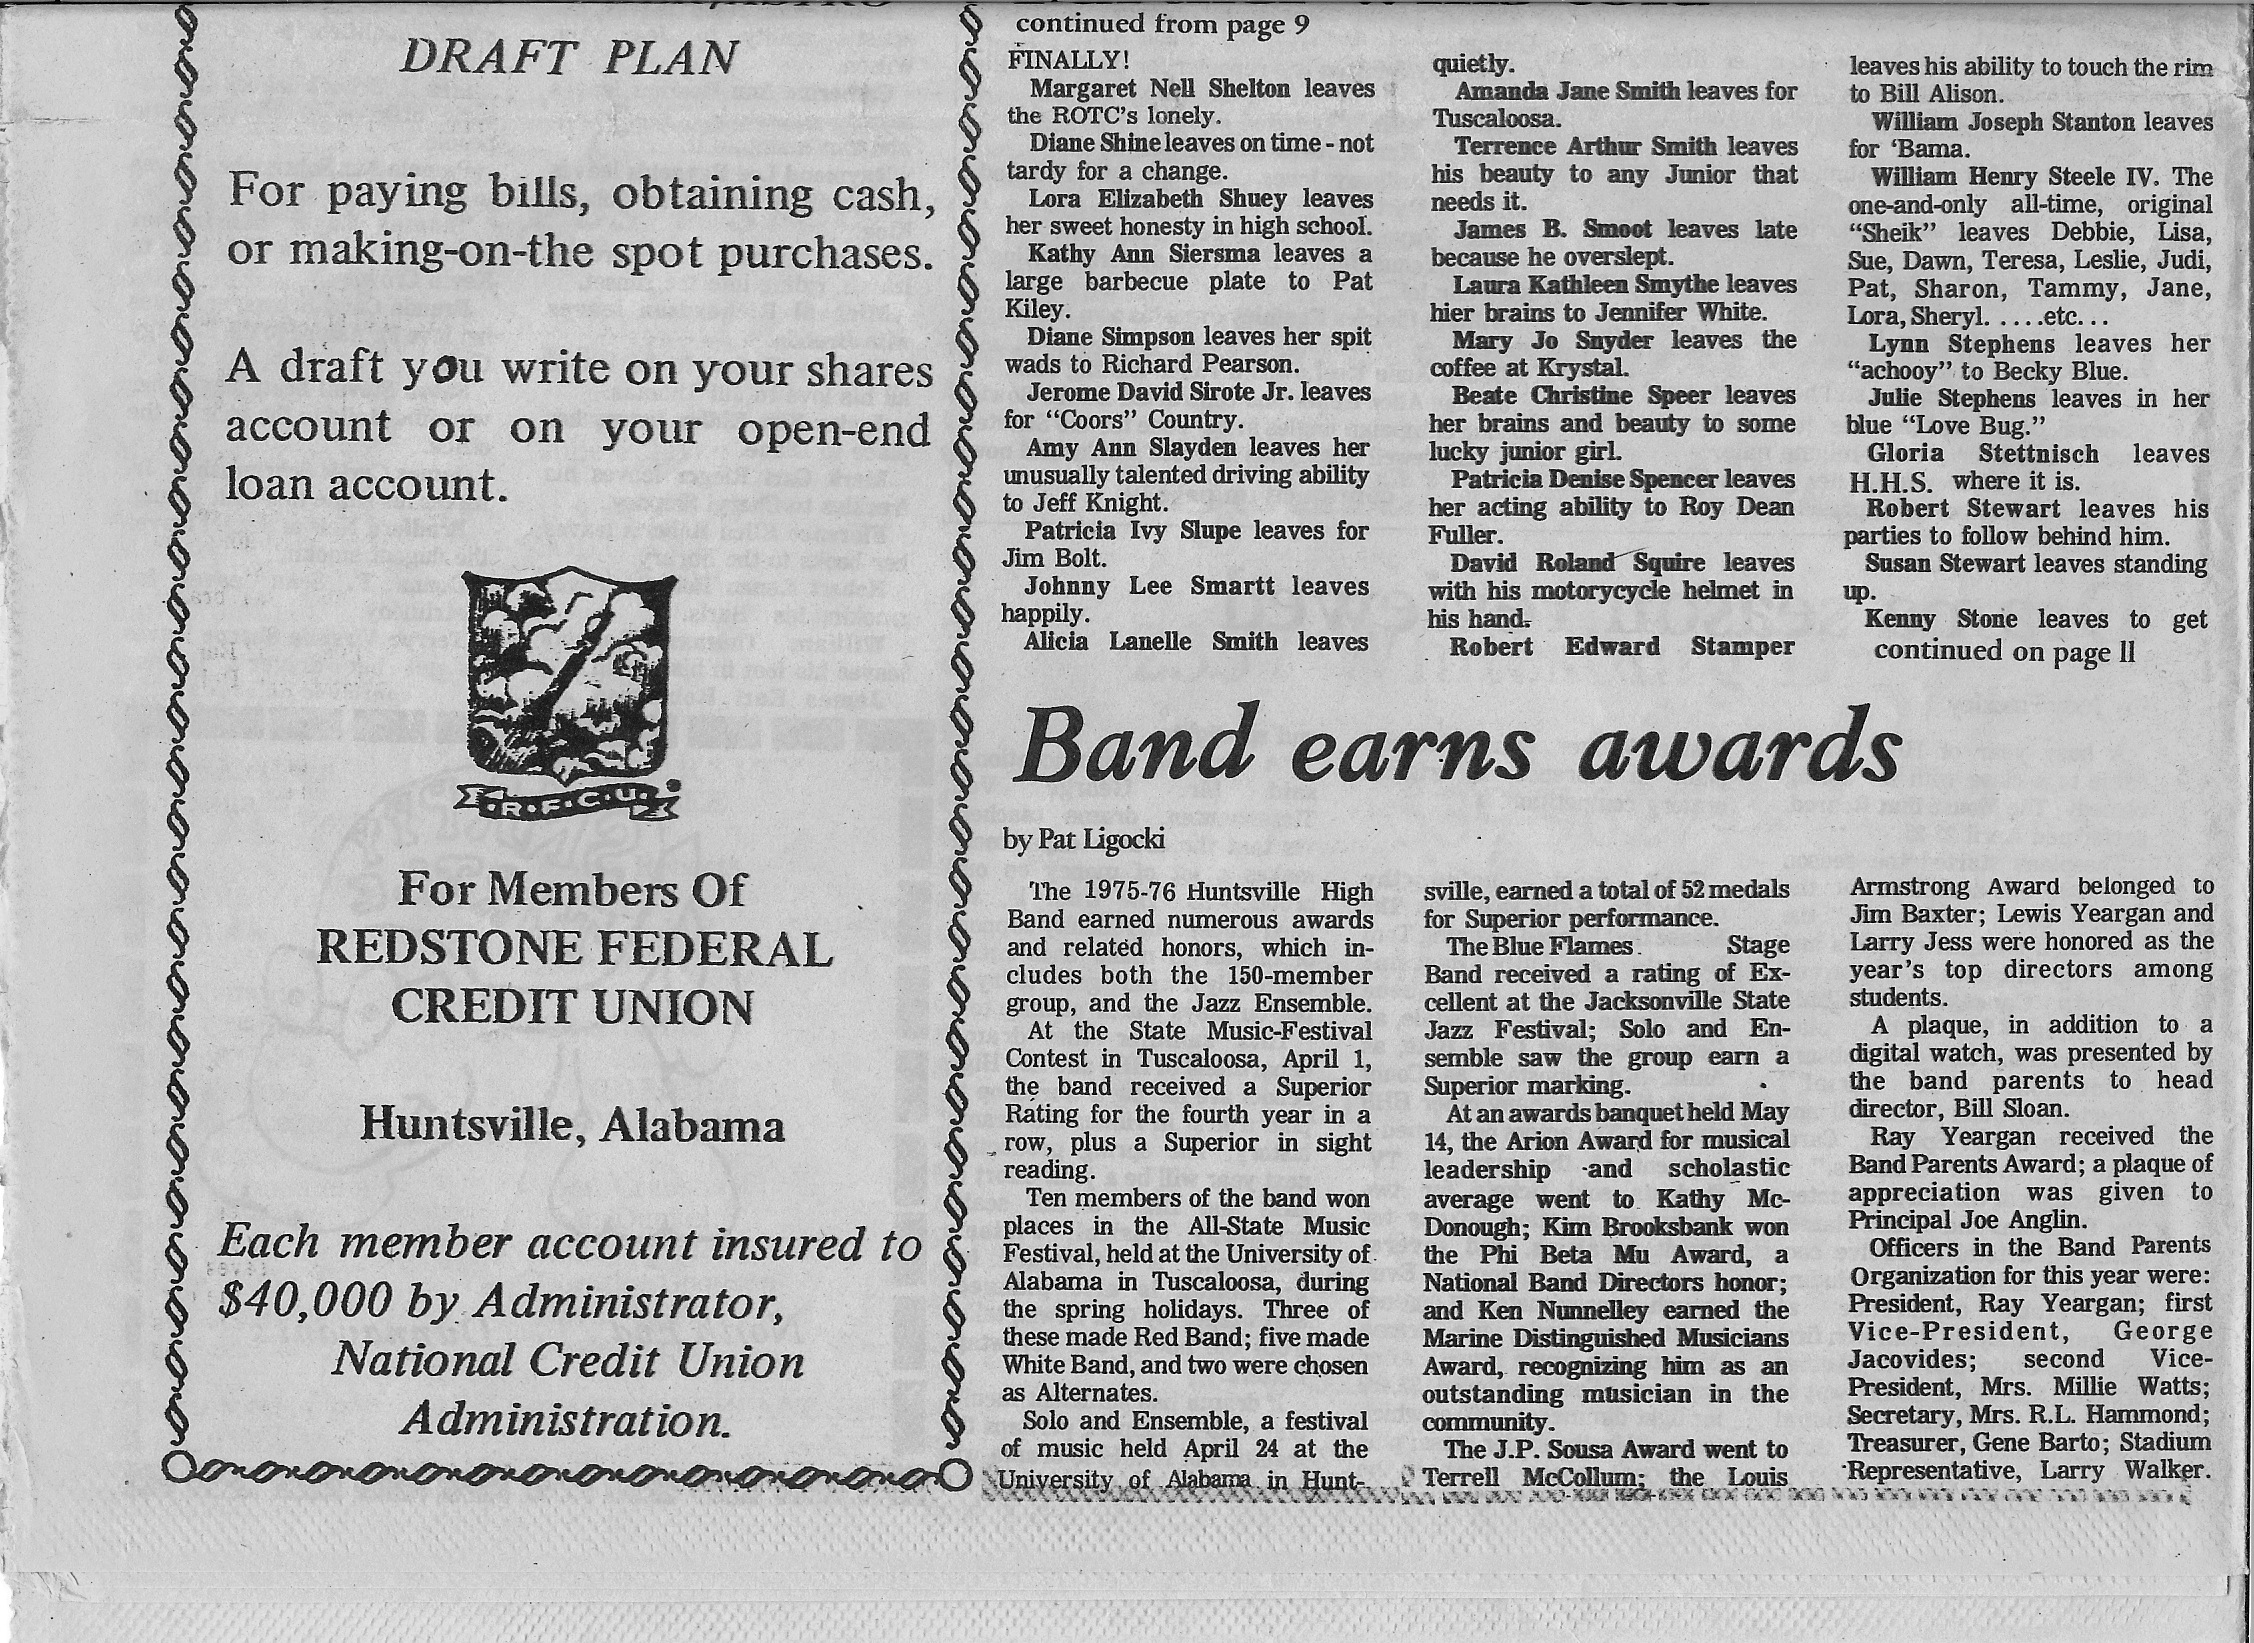 DRAFT PLAN
For paying bills, obtaining cash,
or making-on-the spot purchases.
A draft you write on your shares
account or on your open-end
loan account.
R·F·C·U·
For Members Of
REDSTONE FEDERAL
CREDIT UNION
Huntsville, Alabama
Each member account insured to
$40,000 by Administrator,
National Credit Union
Administration.
continued from page 9
FINALLY!
Margaret Nell Shelton leaves
the ROTC's lonely.
Diane Shine leaves on time - not
tardy for a change.
Lora Elizabeth Shuey leaves
her sweet honesty in high school.
Kathy Ann Siersma leaves a
large barbecue plate to Pat
Kiley.
Diane Simpson leaves her spit
wads to Richard Pearson.
Jerome David Sirote Jr. leaves
for "Coors" Country.
Amy Ann Slayden leaves her
unusually talented driving ability
to Jeff Knight.
Patricia Ivy Slupe leaves for
Jim Bolt.
Johnny Lee Smartt leaves
happily.
Alicia Lanelle Smith leaves
quietly.
Amanda Jane Smith leaves for
Tuscaloosa.
Terrence Arthur Smith leaves
his beauty to any Junior that
needs it.
James B. Smoot leaves late
because he overslept.
Laura Kathleen Smythe leaves
hier brains to Jennifer White.
Mary Jo Snyder leaves the
coffee at Krystal.
Beate Christine Speer leaves
her brains and beauty to some
lucky junior girl.
Patricia Denise Spencer leaves
her acting ability to Roy Dean
Fuller.
David Roland Squire leaves
with his motorycycle helmet in
his hand.
Robert Edward Stamper
leaves his ability to touch the rim
to Bill Alison.
William Joseph Stanton leaves
for 'Bama.
William Henry Steele IV. The
one-and-only all-time, original
"Sheik" leaves Debbie, Lisa,
Sue, Dawn, Teresa, Leslie, Judi,
Pat, Sharon, Tammy, Jane,
Lora, Sheryl. . . . .etc. . .
Lynn Stephens leaves her
"achooy" to Becky Blue.
Julie Stephens leaves in her
blue "Love Bug."
Gloria Stettnisch leaves
H.H.S. where it is.
Robert Stewart leaves his
parties to follow behind him.
Susan Stewart leaves standing
up.
Kenny Stone leaves to get
continued on page 11
Band earns awards
by Pat Ligocki
The 1975-76 Huntsville High
Band earned numerous awards
and related honors, which in-
cludes both the 150-member
group, and the Jazz Ensemble.
At the State Music-Festival
Contest in Tuscaloosa, April 1,
the band received a Superior
Rating for the fourth year in a
row, plus a Superior in sight
reading.
Ten members of the band won
places in the All-State Music
Festival, held at the University of
Alabama in Tuscaloosa, during
the spring holidays. Three of
these made Red Band; five made
White Band, and two were chosen
as Alternates.
Solo and Ensemble, a festival
of music held April 24 at the
University of Alabama in Hunt-
sville, earned a total of 52 medals
for Superior performance.
The Blue Flames Stage
Band received a rating of Ex-
cellent at the Jacksonville State
Jazz Festival; Solo and En-
semble saw the group earn a
Superior marking.
At an awards banquet held May
14, the Arion Award for musical
leadership and scholastic
average went to Kathy Mc-
Donough; Kim Brooksbank won
the Phi Beta Mu Award, a
National Band Directors honor;
and Ken Nunnelley earned the
Marine Distinguished Musicians
Award, recognizing him as an
outstanding musician in the
community.
The J.P. Sousa Award went to
Terrell McCollum; the Louis
Armstrong Award belonged to
Jim Baxter; Lewis Yeargan and
Larry Jess were honored as the
year's top directors among
students.
A plaque, in addition to a
digital watch, was presented by
the band parents to head
director, Bill Sloan.
Ray Yeargan received the
Band Parents Award; a plaque of
appreciation was given to
Principal Joe Anglin.
Officers in the Band Parents
Organization for this year were:
President, Ray Yeargan; first
Vice-President, George
Jacovides; second Vice-
President, Mrs. Millie Watts;
Secretary, Mrs. R.L. Hammond;
Treasurer, Gene Barto; Stadium
Representative, Larry Walker.